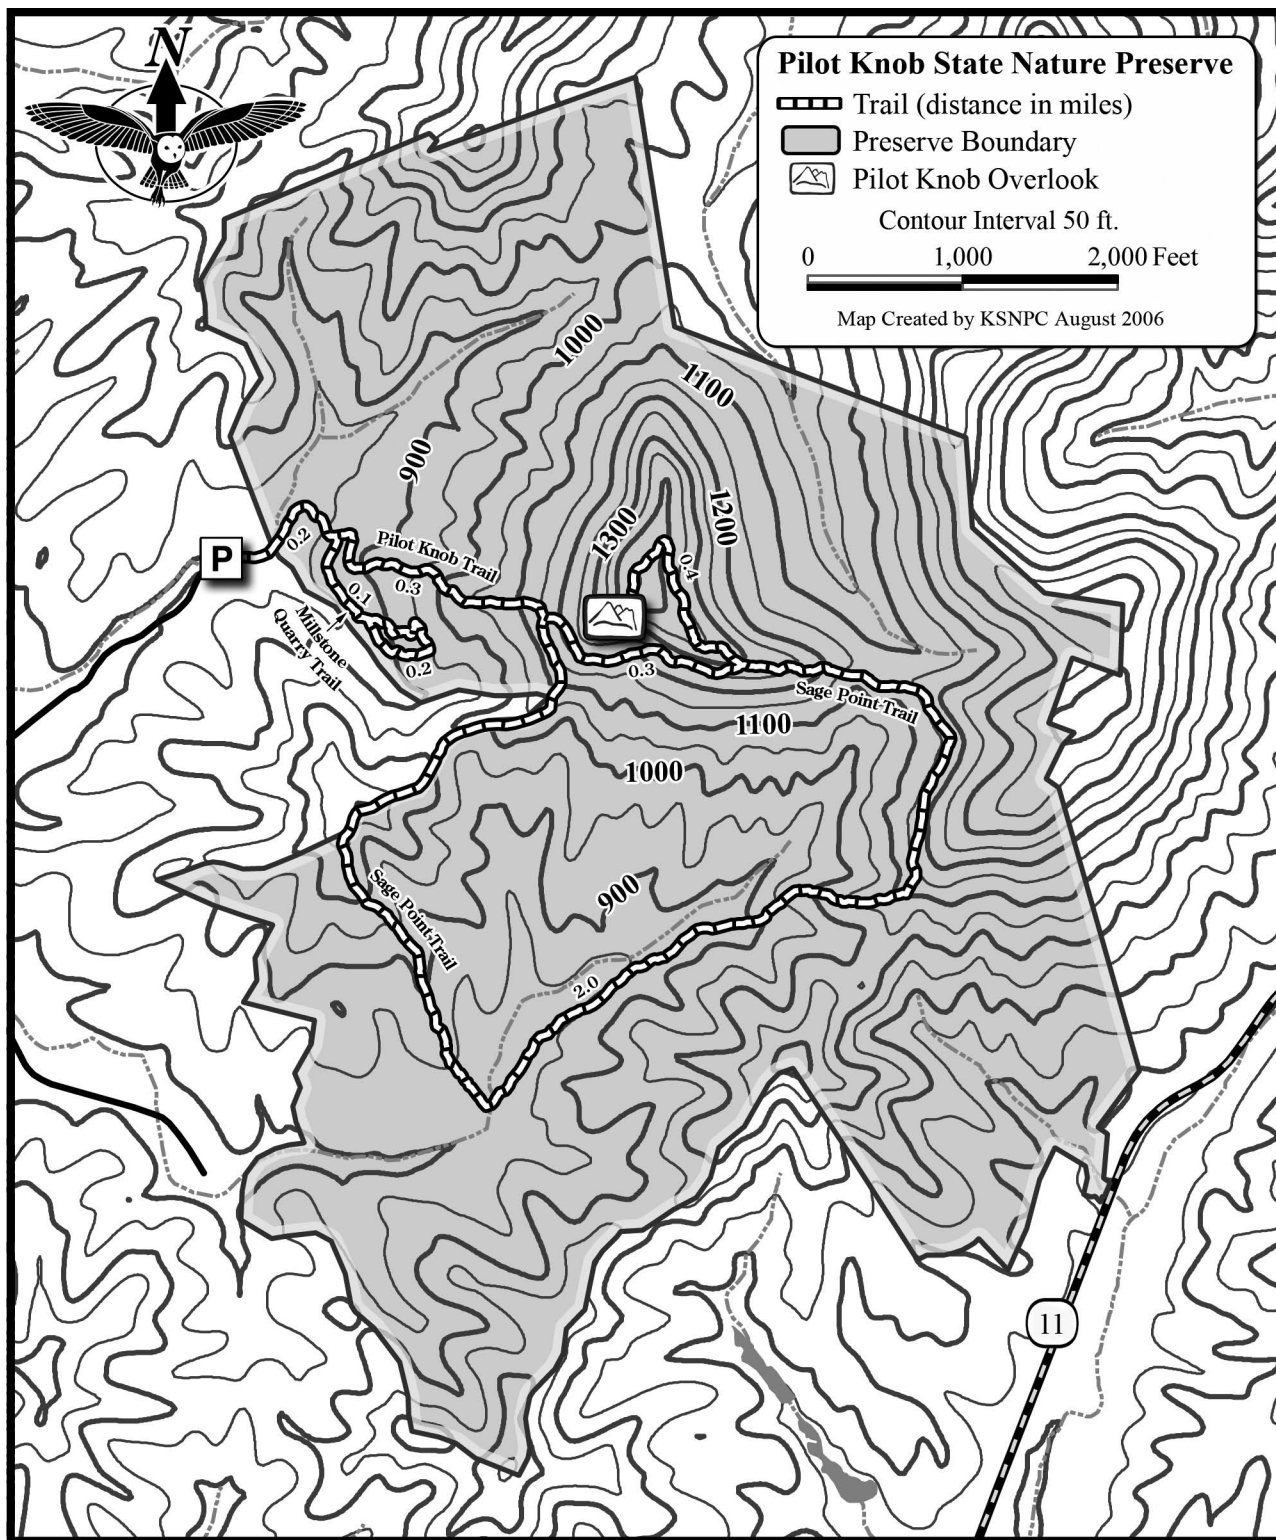 N
Pilot Knob State Nature Preserve
Trail (distance in miles)
Preserve Boundary
Pilot Knob Overlook
Contour Interval 50 ft.
0 1,000 2,000 Feet
Map Created by KSNPC August 2006
1000
1100
900
1200
1300
P
0.2
Pilot Knob Trail
0.3
0.4
0.1
Millstone
Quarry Trail
0.2
0.3
Sage Point Trail
1100
1000
900
Sage Point Trail
2.0
11